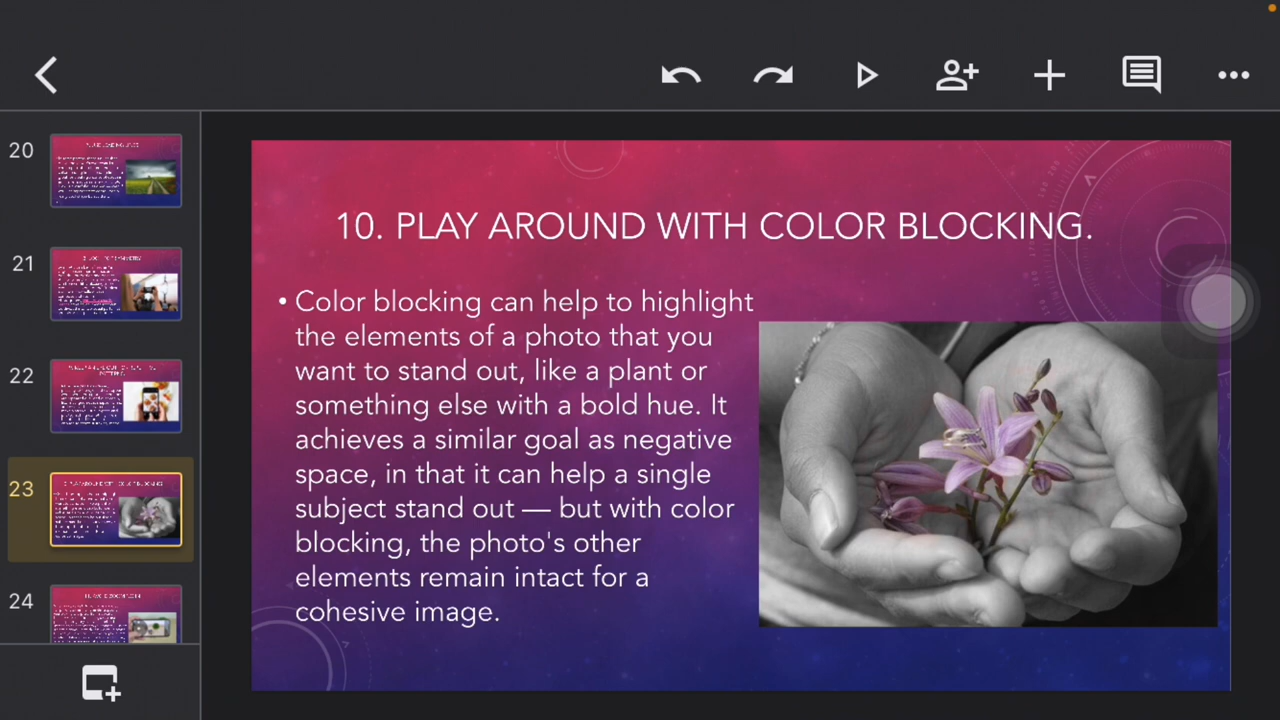 20
21
22
23
24
10. PLAY AROUND WITH COLOR BLOCKING.
• Color blocking can help to highlight
the elements of a photo that you
want to stand out, like a plant or
something else with a bold hue. It
achieves a similar goal as negative
space, in that it can help a single
subject stand out — but with color
blocking, the photo's other
elements remain intact for a
cohesive image.